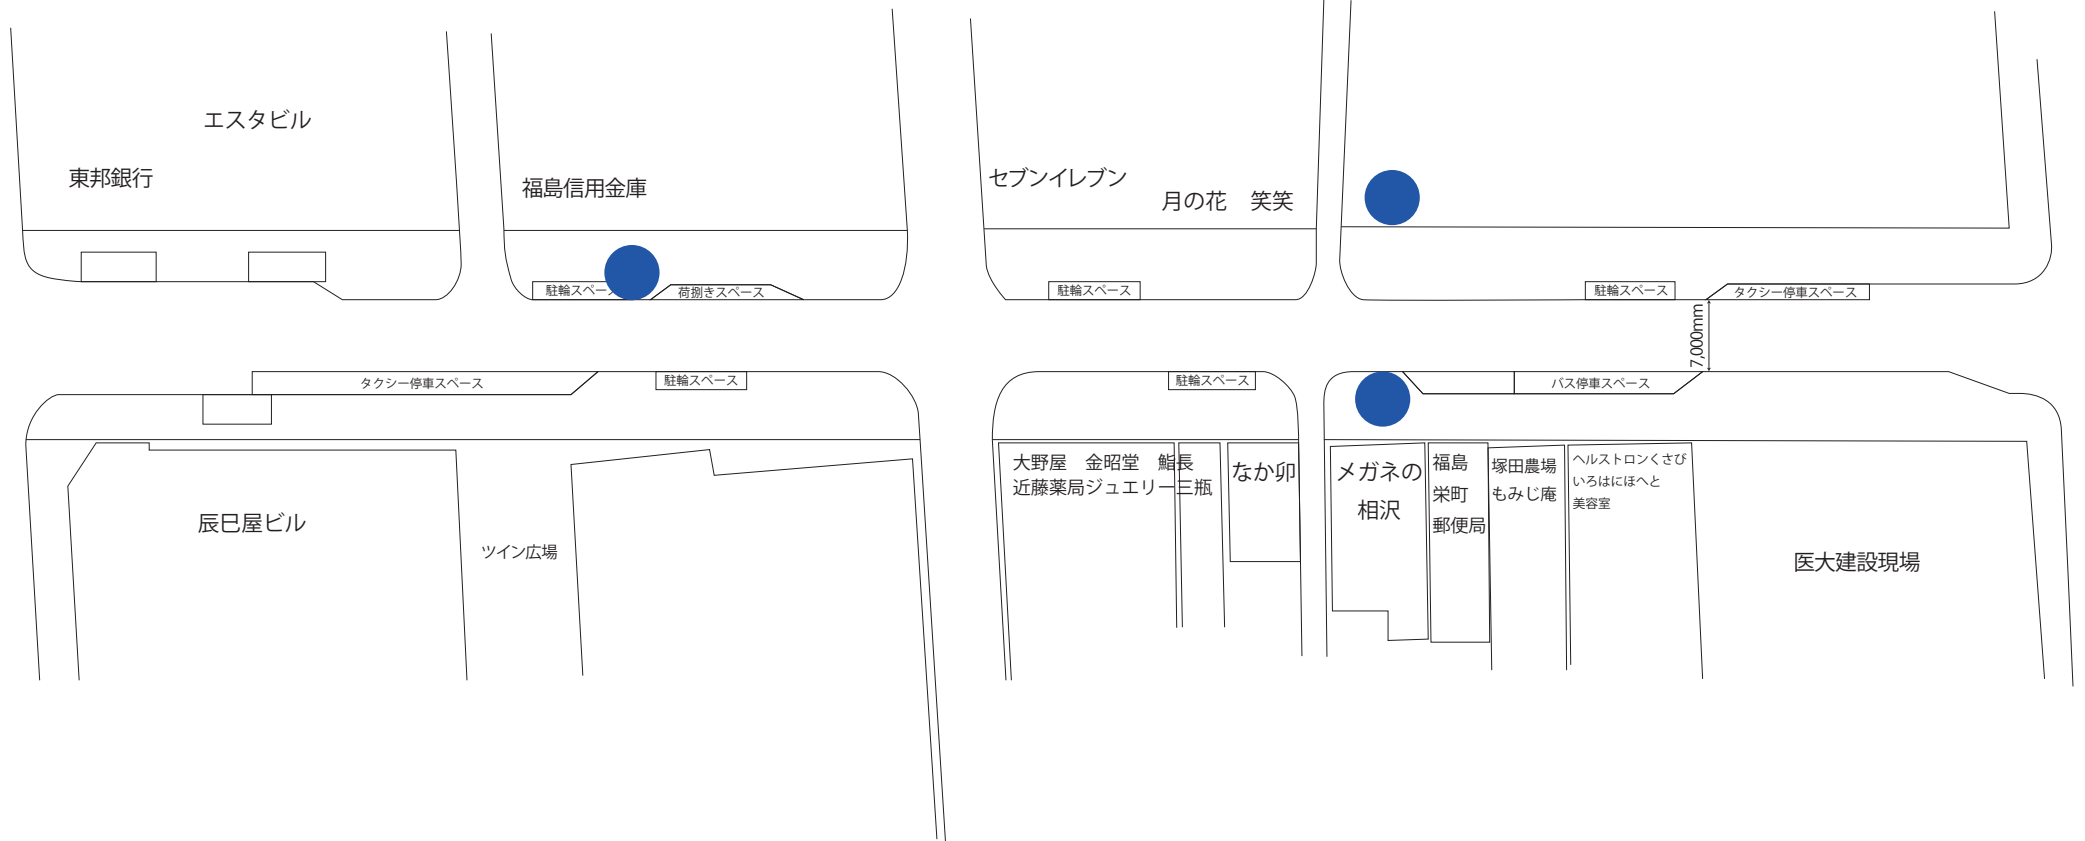 エスタビル
東邦銀行
福島信用金庫
セブンイレブン
月の花　笑笑
駐輪スペース
荷捌きスペース
駐輪スペース
駐輪スペース
タクシー停車スペース
7,000mm
タクシー停車スペース
駐輪スペース
駐輪スペース
バス停車スペース
大野屋　金昭堂　鮨長
近藤薬局ジュエリー三瓶
なか卯
メガネの
相沢
福島
栄町
郵便局
塚田農場
もみじ庵
ヘルストロンくさび
いろはにほへと
美容室
辰巳屋ビル
ツイン広場
医大建設現場